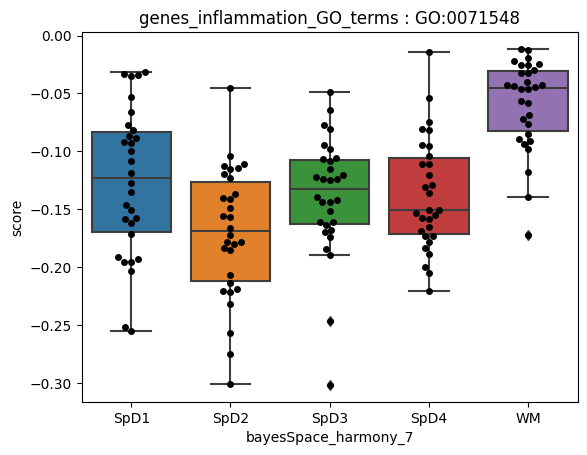 genes_inflammation_GO_terms : GO:0071548
0.00
−0.05
−0.10
−0.15
−0.20
−0.25
−0.30
score
SpD1 SpD2 SpD3 SpD4 WM
bayesSpace_harmony_7